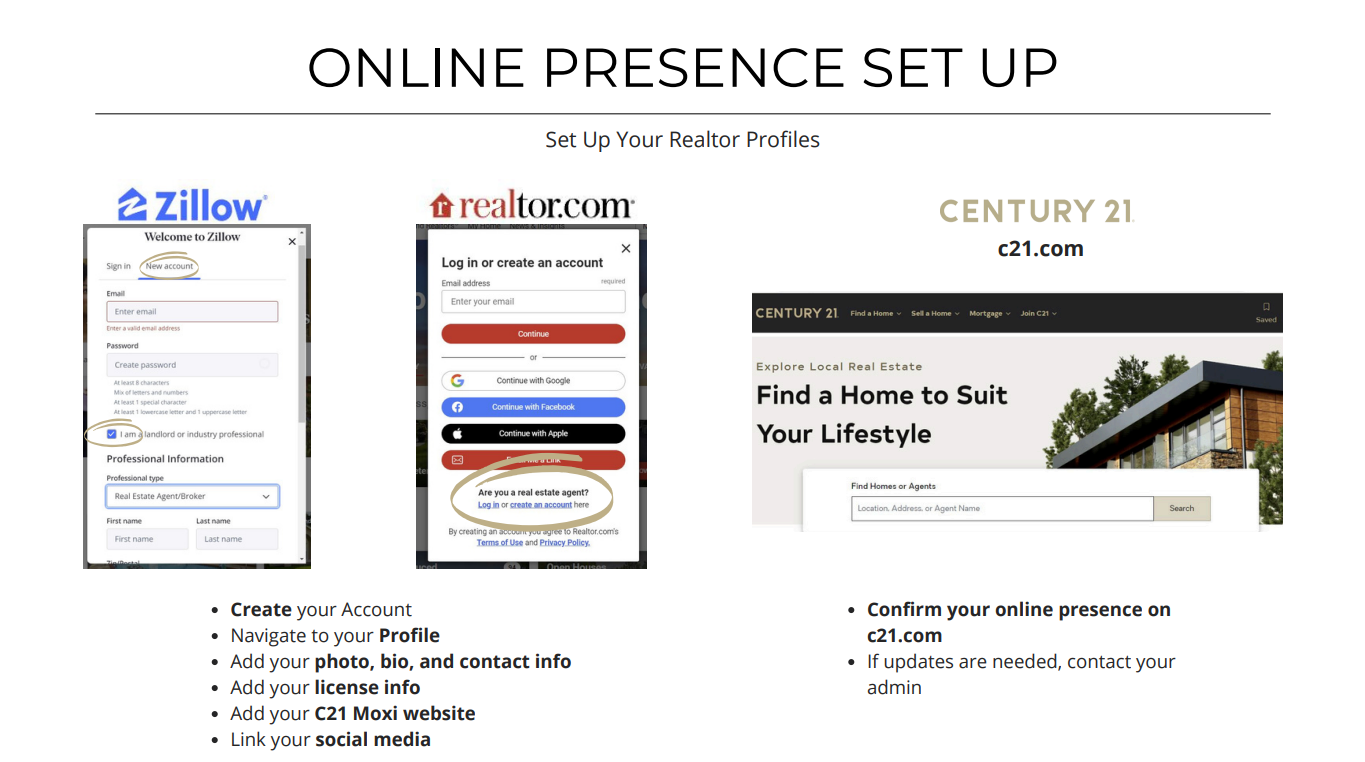 ONLINE PRESENCE SET UP
Set Up Your Realtor Profiles
Zillow
Welcome to Zillow
Sign in
New account
Email
Enter email
Enter a valid email address
Password
Create password
At least 8 characters
Mix of letters and numbers
At least 1 special character
At least 1 lowercase letter and 1 uppercase letter
I am a landlord or industry professional
Professional Information
Professional type
Real Estate Agent/Broker
First name Last name
First name Last name
realtor.com
My Home News & Insights
Log in or create an account
Email address required
Enter your email
Continue
or
Continue with Google
Continue with Facebook
Continue with Apple
Link
Are you a real estate agent?
Log in or create an account here
By creating an account you agree to Realtor.com's
Terms of Use and Privacy Policy.
Open Houses
CENTURY 21
c21.com
CENTURY 21 Find a Home Sell a Home Mortgage Join C21 Saved
Explore Local Real Estate
Find a Home to Suit
Your Lifestyle
Find Homes or Agents
Location, Address, or Agent Name Search
• Create your Account
• Navigate to your Profile
• Add your photo, bio, and contact info
• Add your license info
• Add your C21 Moxi website
• Link your social media
• Confirm your online presence on
c21.com
• If updates are needed, contact your
admin